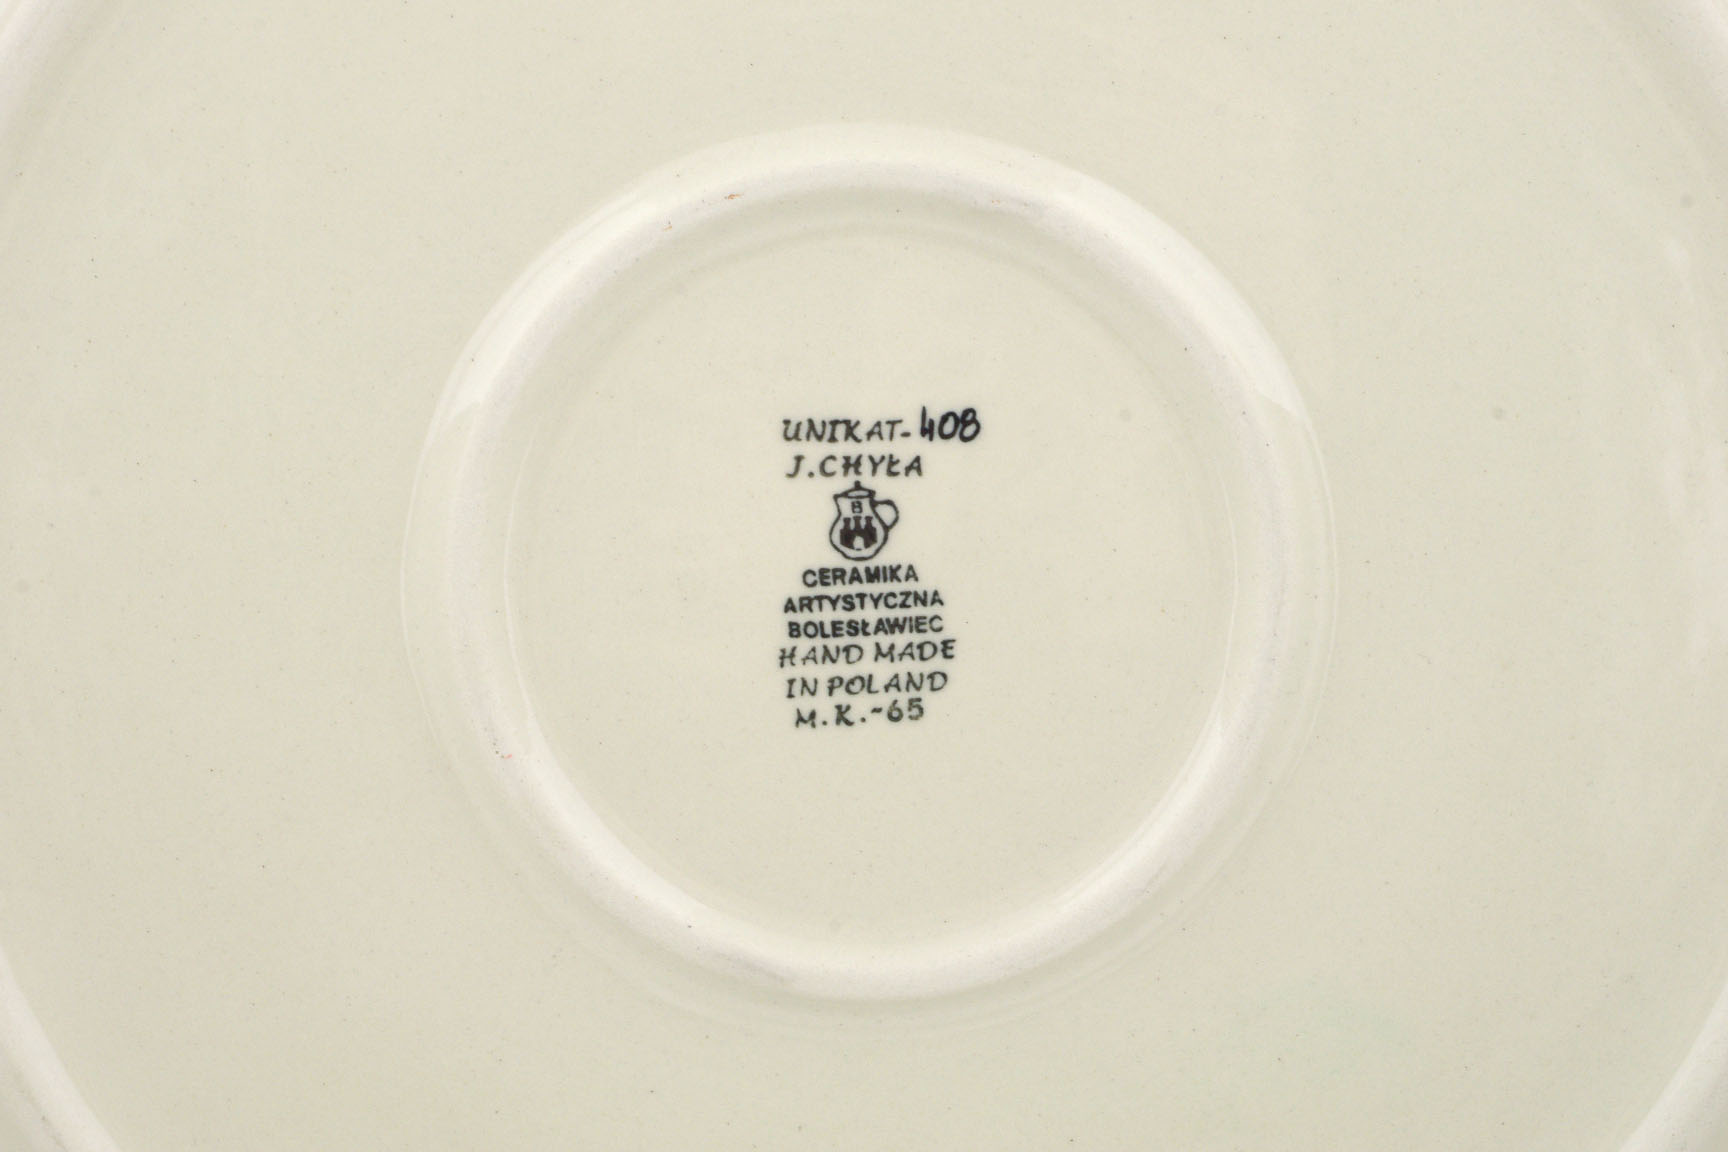 UNIKAT-408
J.CHYŁA
B
CERAMIKA
ARTYSTYCZNA
BOLESŁAWIEC
HAND MADE
IN POLAND
M.K.-65